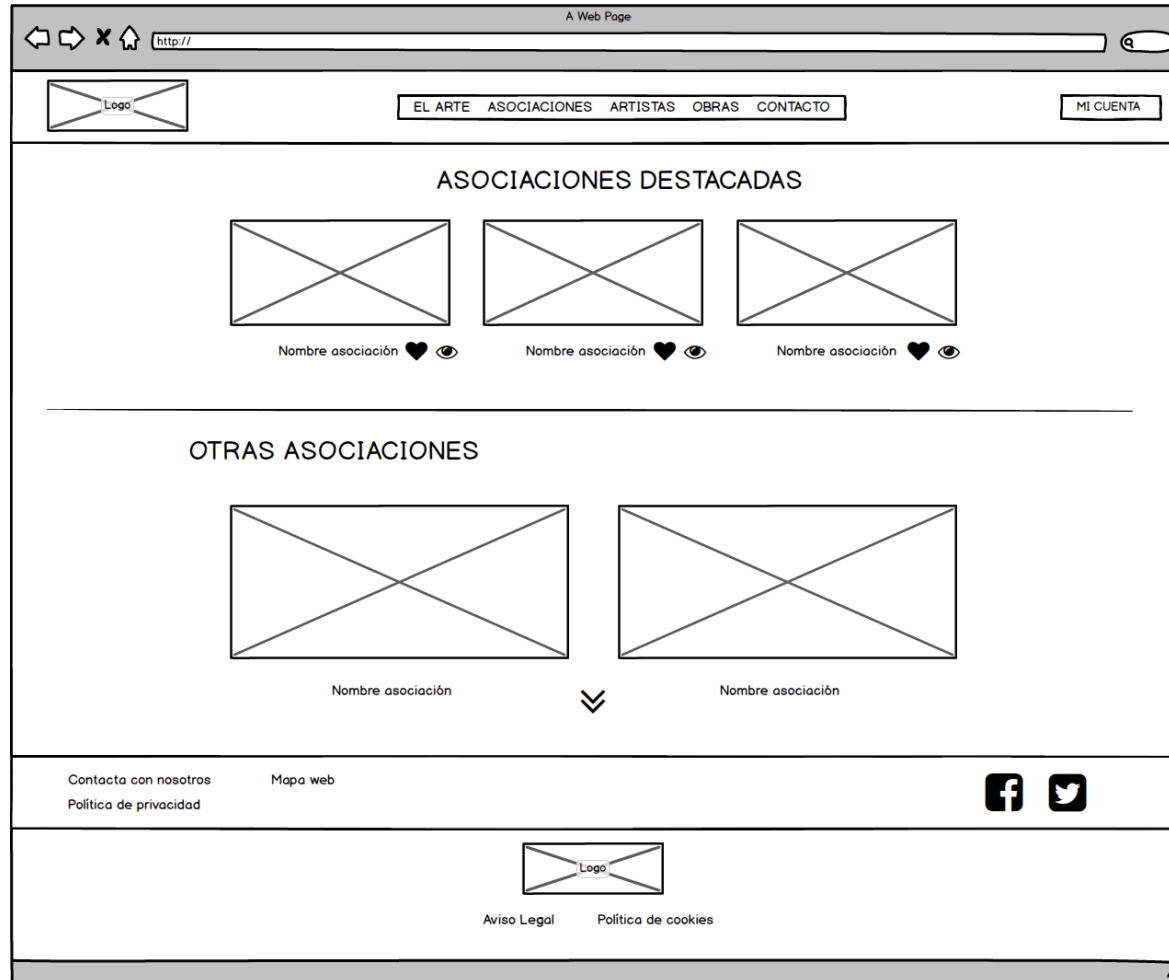 A Web Page
http://
Logo
EL ARTE ASOCIACIONES ARTISTAS OBRAS CONTACTO
MI CUENTA
ASOCIACIONES DESTACADAS
Nombre asociación
Nombre asociación
Nombre asociación
OTRAS ASOCIACIONES
Nombre asociación
Nombre asociación
Contacta con nosotros
Mapa web
Política de privacidad
Logo
Aviso Legal
Política de cookies